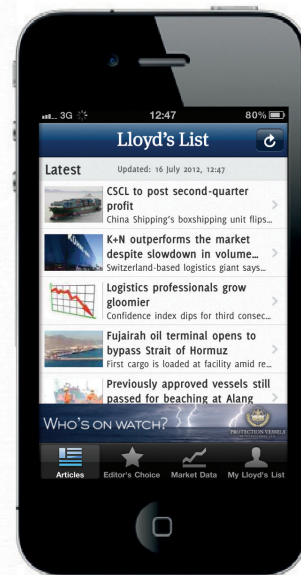 3G 12:47 80%
Lloyd's List
Latest Updated: 16 July 2012, 12:47
CSCL to post second-quarter
profit
China Shipping's boxshipping unit flips...
K+N outperforms the market
despite slowdown in volume...
Switzerland-based logistics giant says...
Logistics professionals grow
gloomier
Confidence index dips for third consec...
Fujairah oil terminal opens to
bypass Strait of Hormuz
First cargo is loaded at facility amid re...
Previously approved vessels still
passed for beaching at Alang
WHO'S ON WATCH?
PROTECTION VESSELS
Articles Editor's Choice Market Data My Lloyd's List